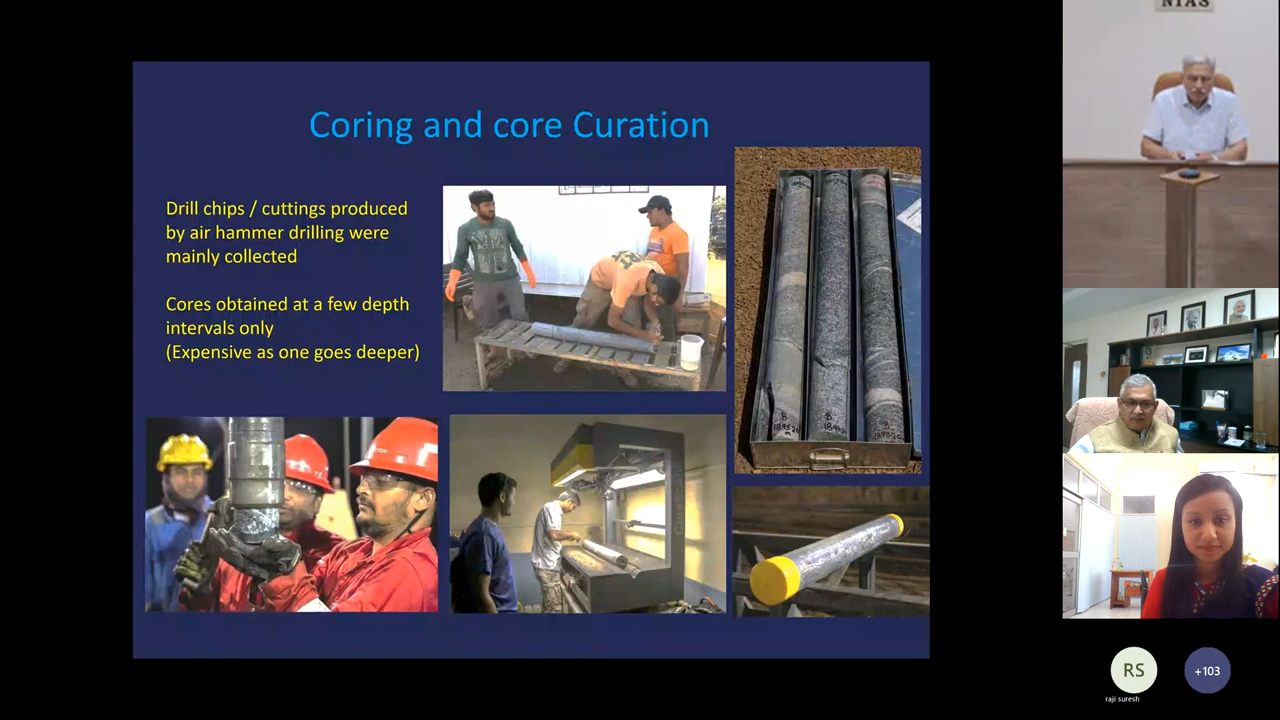 NIAS
Coring and core Curation
Drill chips / cuttings produced
by air hammer drilling were
mainly collected
Cores obtained at a few depth
intervals only
(Expensive as one goes deeper)
RS
+103
raji suresh